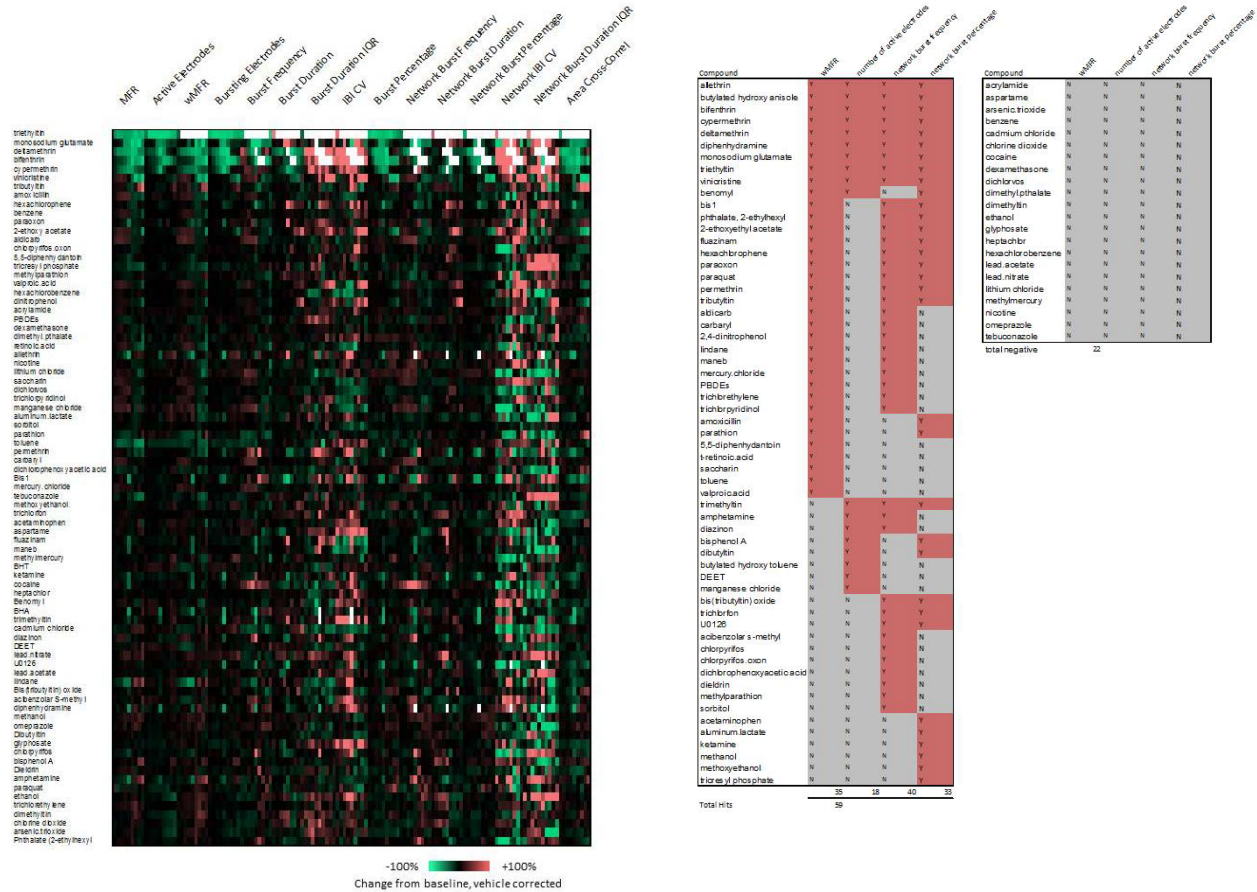 MFR
Active Electrodes
wMFR
Bursting Electrodes
Burst Frequency
Burst Duration
Burst Duration IQR
IBI CV
Burst Percentage
Network Burst Frequency
Network Burst Duration
Network Burst Percentage
Network IBI CV
Network Burst Duration IQR
Area Cross-Correl
triethyltin
monosodium glutamate
deltamethrin
bifenthrin
cypermethrin
vinicristine
tributyltin
amoxicillin
hexachlorophene
benzene
paraoxon
2-ethoxy acetate
aldicarb
chlorpyrifos.oxon
5,5-diphenhydantoin
tricresyl phosphate
methylparathion
valproic.acid
hexachlorobenzene
dinitrophenol
acrylamide
PBDEs
dexamethasone
dimethyl.pthalate
retinoic.acid
allethrin
nicotine
lithium chloride
saccharin
dichlorvos
trichlorpyridinol
manganese chloride
aluminum.lactate
sorbitol
parathion
toluene
permethrin
carbaryl
dichlorophenoxyacetic acid
Bis1
mercury.chloride
tebuconazole
methoxyethanol
trichlorfon
acetaminophen
aspartame
fluazinam
maneb
methylmercury
BHT
ketamine
cocaine
heptachlor
Benomyl
BHA
trimethyltin
cadmium chloride
diazinon
DEET
lead.nitrate
U0126
lead.acetate
lindane
Bis(tributyltin) oxide
acibenzolar S-methyl
diphenhydramine
methanol
omeprazole
Dibutyltin
glyphosate
chlorpyrifos
bisphenol A
Dieldrin
amphetamine
paraquat
ethanol
trichlorethylene
dimethyltin
chlorine dioxide
arsenic.trioxide
Phthalate (2-ethylhexyl
-100% +100%
Change from baseline, vehicle corrected
Compound wMFR number of active electrodes network burst frequency network burst percentage
allethrin Y Y Y Y
butylated hydroxy anisole Y Y Y Y
bifenthrin Y Y Y Y
cypermethrin Y Y Y Y
deltamethrin Y Y Y Y
diphenhydramine Y Y Y Y
monosodium glutamate Y Y Y Y
triethyltin Y Y Y Y
vinicristine Y Y Y Y
benomyl Y Y N Y
bis1 Y N Y Y
phthalate, 2-ethylhexyl Y N Y Y
2-ethoxyethyl acetate Y N Y Y
fluazinam Y N Y Y
hexachlorophene Y N Y Y
paraoxon Y N Y Y
paraquat Y N Y Y
permethrin Y N Y Y
tributyltin Y N Y Y
aldicarb Y N Y N
carbaryl Y N Y N
2,4-dinitrophenol Y N Y N
lindane Y N Y N
maneb Y N Y N
mercury.chloride Y N Y N
PBDEs Y N Y N
trichlorethylene Y N Y N
trichlorpyridinol Y N Y N
amoxicillin Y N N Y
parathion Y N N Y
5,5-diphenhydantoin Y N N N
t-retinoic.acid Y N N N
saccharin Y N N N
toluene Y N N N
valproic.acid Y N N N
trimethyltin N Y Y Y
amphetamine N Y Y N
diazinon N Y Y N
bisphenol A N Y N Y
dibutyltin N Y N Y
butylated hydroxy toluene N Y N N
DEET N Y N N
manganese chloride N Y N N
bis(tributyltin) oxide N N Y Y
trichlorfon N N Y Y
U0126 N N Y Y
acibenzolar s-methyl N N Y N
chlorpyrifos N N Y N
chlorpyrifos.oxon N N Y N
dichlorophenoxyacetic acid N N Y N
dieldrin N N Y N
methylparathion N N Y N
sorbitol N N Y N
acetaminophen N N N Y
aluminum.lactate N N N Y
ketamine N N N Y
methanol N N N Y
methoxyethanol N N N Y
tricresyl phosphate N N N Y
35 18 40 33
Total Hits 59
Compound wMFR number of active electrodes network burst frequency network burst percentage
acrylamide N N N N
aspartame N N N N
arsenic.trioxide N N N N
benzene N N N N
cadmium chloride N N N N
chlorine dioxide N N N N
cocaine N N N N
dexamethasone N N N N
dichlorvos N N N N
dimethyl.pthalate N N N N
dimethyltin N N N N
ethanol N N N N
glyphosate N N N N
heptachlr N N N N
hexachlorobenzene N N N N
lead.acetate N N N N
lead.nitrate N N N N
lithium chloride N N N N
methylmercury N N N N
nicotine N N N N
omeprazole N N N N
tebuconazole N N N N
total negative 22